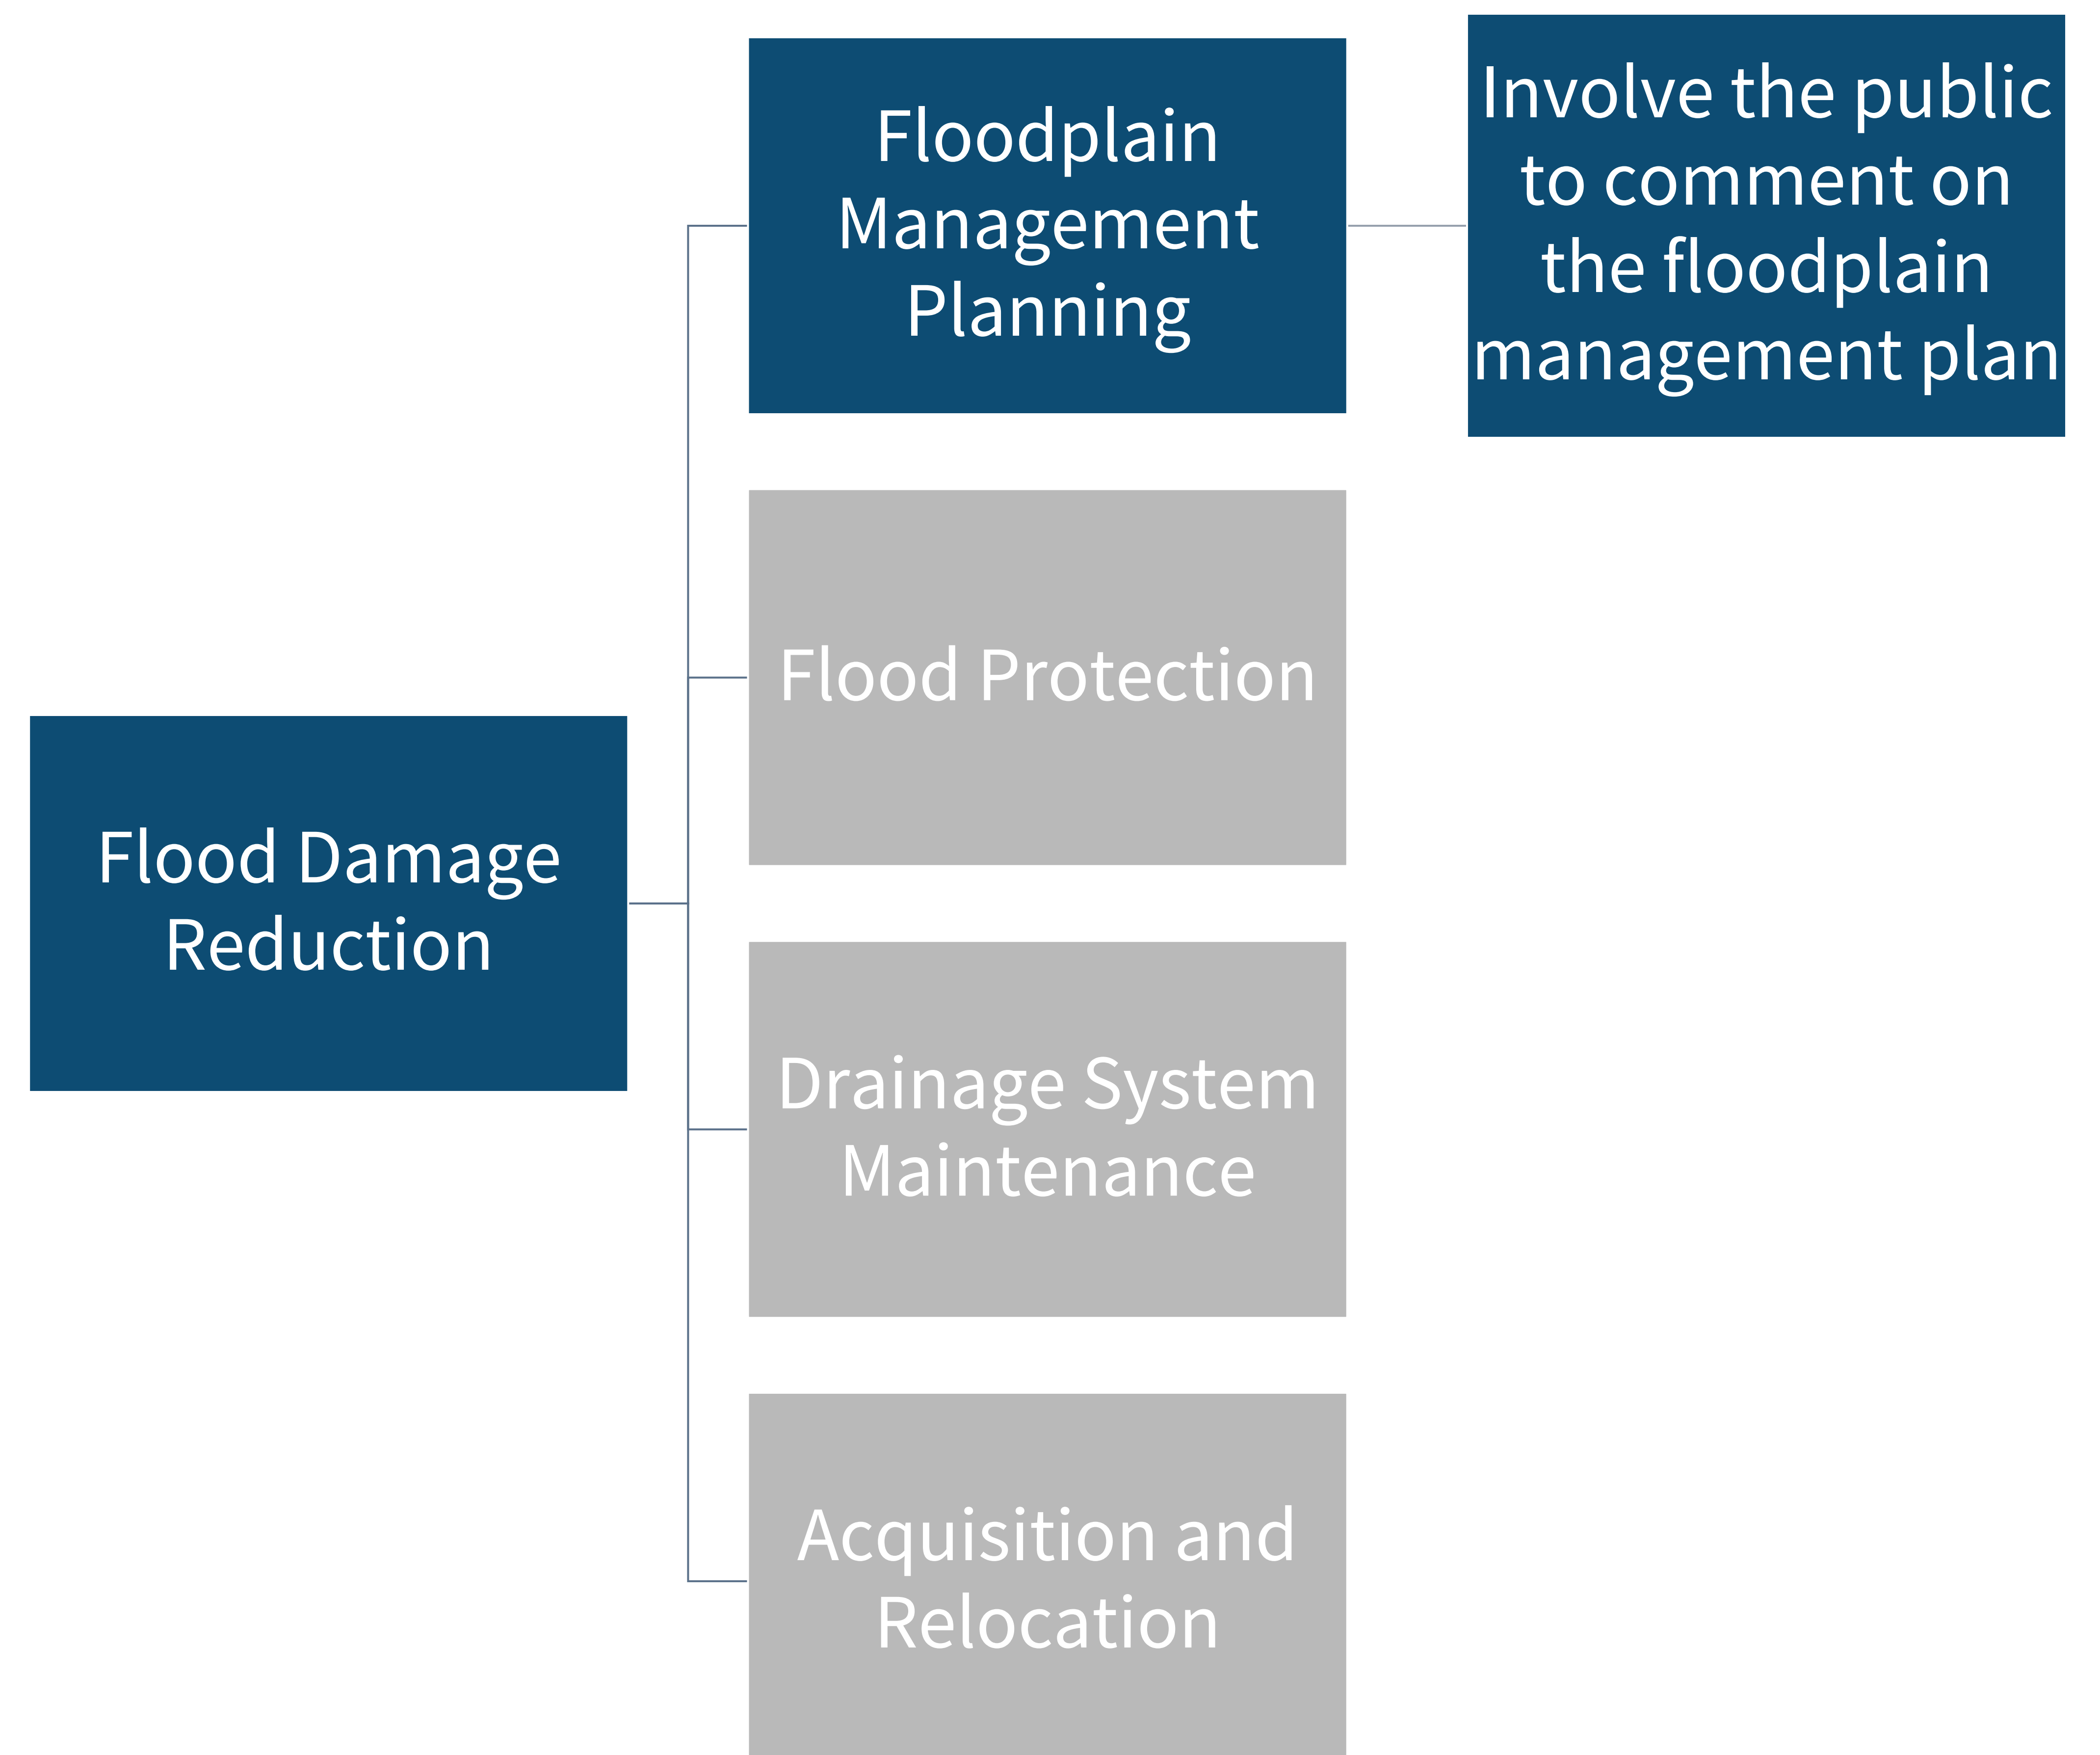 Flood Damage
Reduction
Floodplain
Management
Planning
Involve the public
to comment on
the floodplain
management plan
Flood Protection
Drainage System
Maintenance
Acquisition and
Relocation